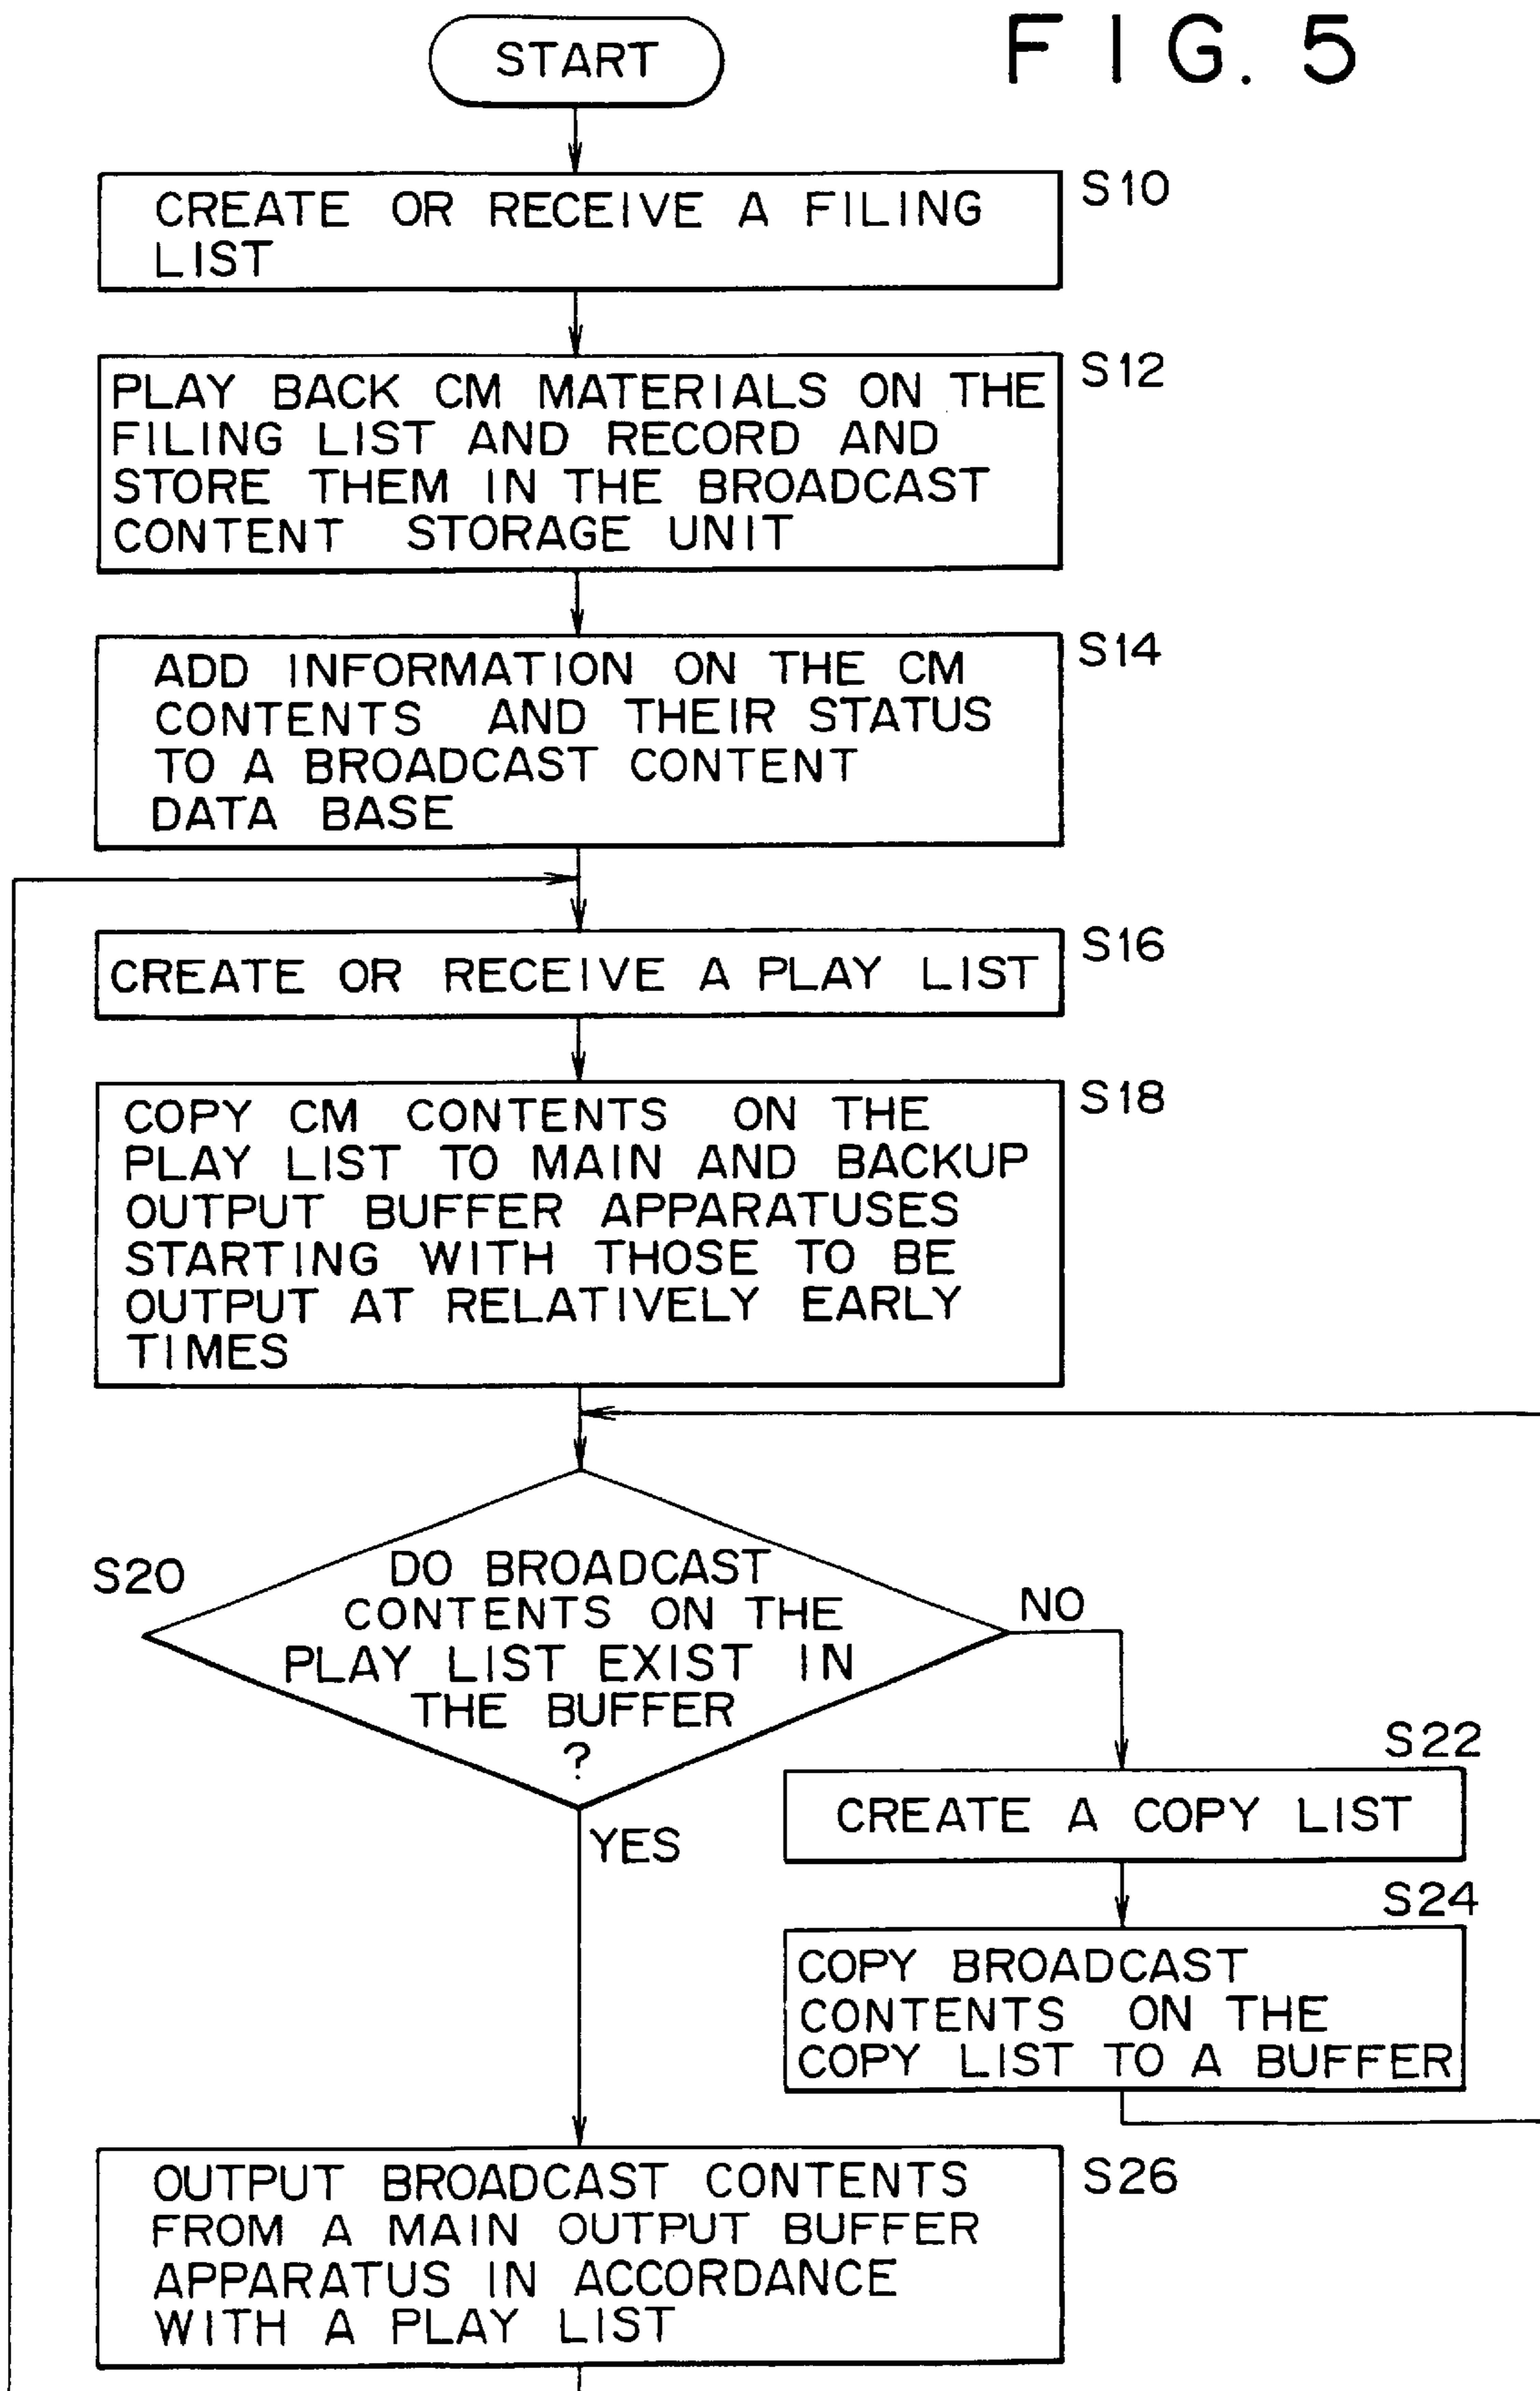 START
FIG. 5
CREATE OR RECEIVE A FILING
LIST
S10
PLAY BACK CM MATERIALS ON THE
FILING LIST AND RECORD AND
STORE THEM IN THE BROADCAST
CONTENT STORAGE UNIT
S12
ADD INFORMATION ON THE CM
CONTENTS AND THEIR STATUS
TO A BROADCAST CONTENT
DATA BASE
S14
CREATE OR RECEIVE A PLAY LIST
S16
COPY CM CONTENTS ON THE
PLAY LIST TO MAIN AND BACKUP
OUTPUT BUFFER APPARATUSES
STARTING WITH THOSE TO BE
OUTPUT AT RELATIVELY EARLY
TIMES
S18
S20
DO BROADCAST
CONTENTS ON THE
PLAY LIST EXIST IN
THE BUFFER
?
NO
YES
S22
CREATE A COPY LIST
S24
COPY BROADCAST
CONTENTS ON THE
COPY LIST TO A BUFFER
OUTPUT BROADCAST CONTENTS
FROM A MAIN OUTPUT BUFFER
APPARATUS IN ACCORDANCE
WITH A PLAY LIST
S26